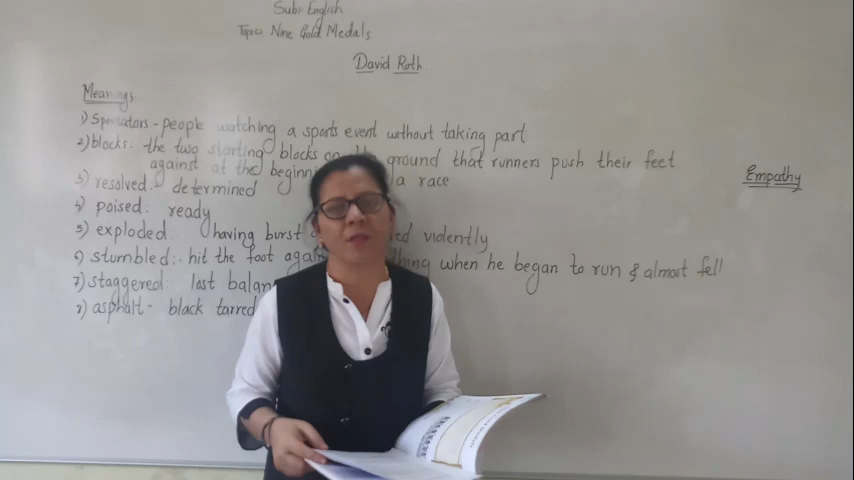 Sub:- English
Topic:- Nine Gold Medals
David Roth
Meanings
1) Spectators - people watching a sports event without taking part
2) blocks: the two starting blocks on the ground that runners push their feet
against at the beginning a race
Empathy
3) resolved:- determined
4) poised: ready
5) exploded: having burst violently
6) stumbled:- hit the foot when he began to run & almost fell
7) staggered: lost
8) asphalt - black tarred